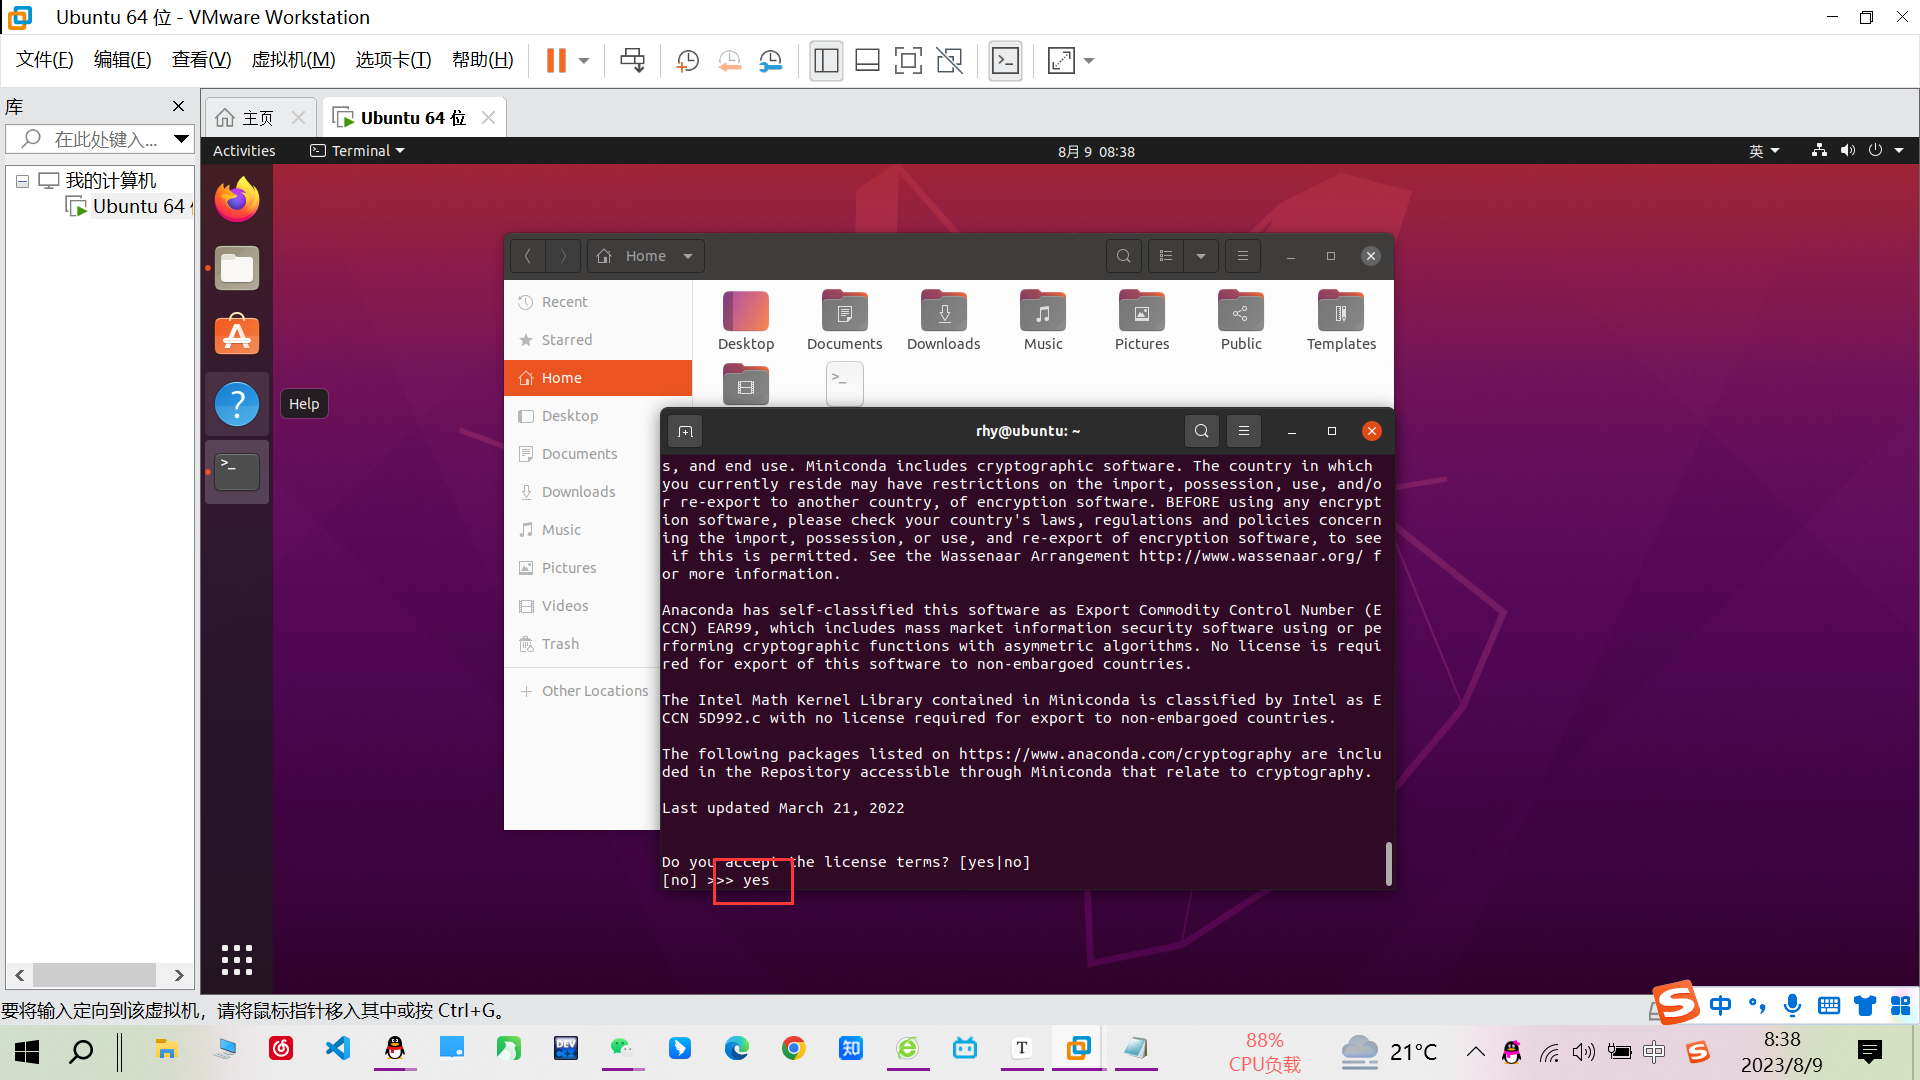 Ubuntu 64 位 - VMware Workstation
文件(F) 编辑(E) 查看(V) 虚拟机(M) 选项卡(T) 帮助(H)
库
在此处键入...
我的计算机
Ubuntu 64
主页
Ubuntu 64 位
Activities
Terminal
8月 9 08:38
英
Help
Home
Recent
Starred
Home
Desktop
Documents
Downloads
Music
Pictures
Videos
Trash
Other Locations
Desktop
Documents
Downloads
Music
Pictures
Public
Templates
rhy@ubuntu: ~
s, and end use. Miniconda includes cryptographic software. The country in which
you currently reside may have restrictions on the import, possession, use, and/o
r re-export to another country, of encryption software. BEFORE using any encrypt
ion software, please check your country's laws, regulations and policies concern
ing the import, possession, or use, and re-export of encryption software, to see
 if this is permitted. See the Wassenaar Arrangement http://www.wassenaar.org/ f
or more information.
Anaconda has self-classified this software as Export Commodity Control Number (E
CCN) EAR99, which includes mass market information security software using or pe
rforming cryptographic functions with asymmetric algorithms. No license is requi
red for export of this software to non-embargoed countries.
The Intel Math Kernel Library contained in Miniconda is classified by Intel as E
CCN 5D992.c with no license required for export to non-embargoed countries.
The following packages listed on https://www.anaconda.com/cryptography are inclu
ded in the Repository accessible through Miniconda that relate to cryptography.
Last updated March 21, 2022
Do you accept the license terms? [yes|no]
[no] >>> yes
要将输入定向到该虚拟机，请将鼠标指针移入其中或按 Ctrl+G。
中
DEV
知
T
88%
CPU负载
21°C
中
8:38
2023/8/9